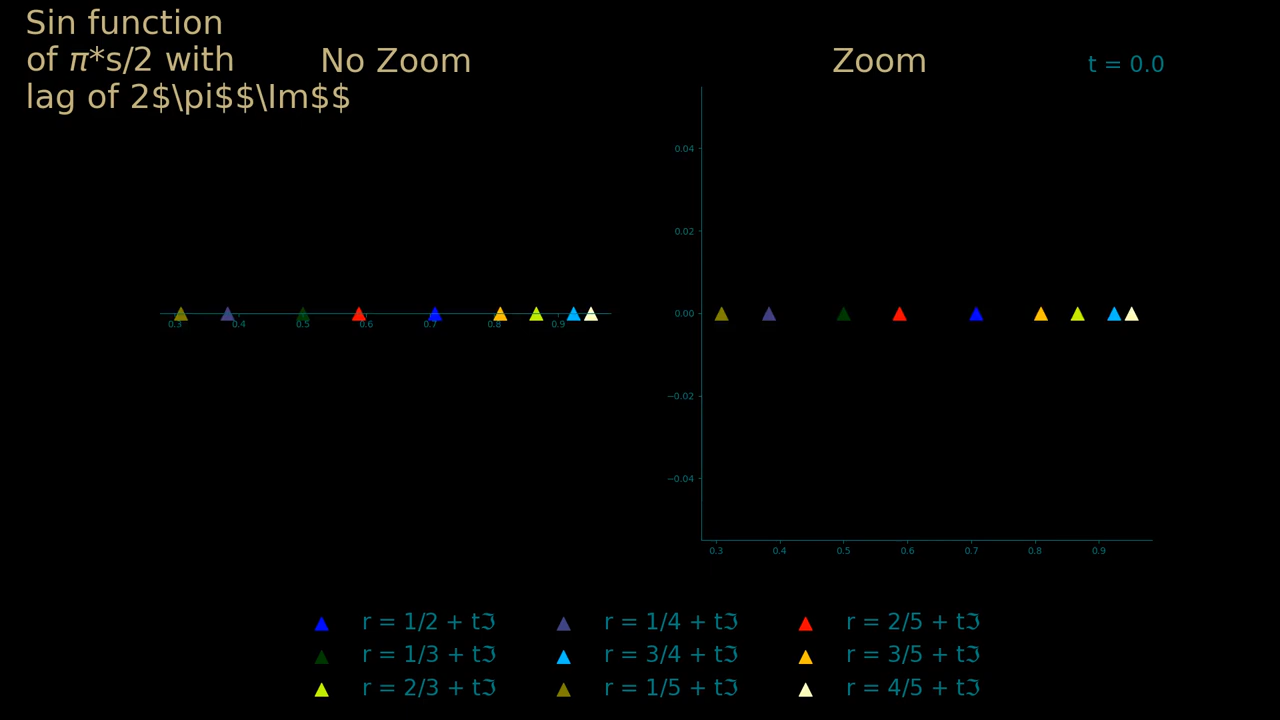 Sin function
of π*s/2 with
lag of 2$\pi$$\Im$$
No Zoom
Zoom
t = 0.0
0.3 0.4 0.5 0.6 0.7 0.8 0.9
0.04
0.02
0.00
−0.02
−0.04
0.3 0.4 0.5 0.6 0.7 0.8 0.9
r = 1/2 + tℑ r = 1/4 + tℑ r = 2/5 + tℑ
r = 1/3 + tℑ r = 3/4 + tℑ r = 3/5 + tℑ
r = 2/3 + tℑ r = 1/5 + tℑ r = 4/5 + tℑ